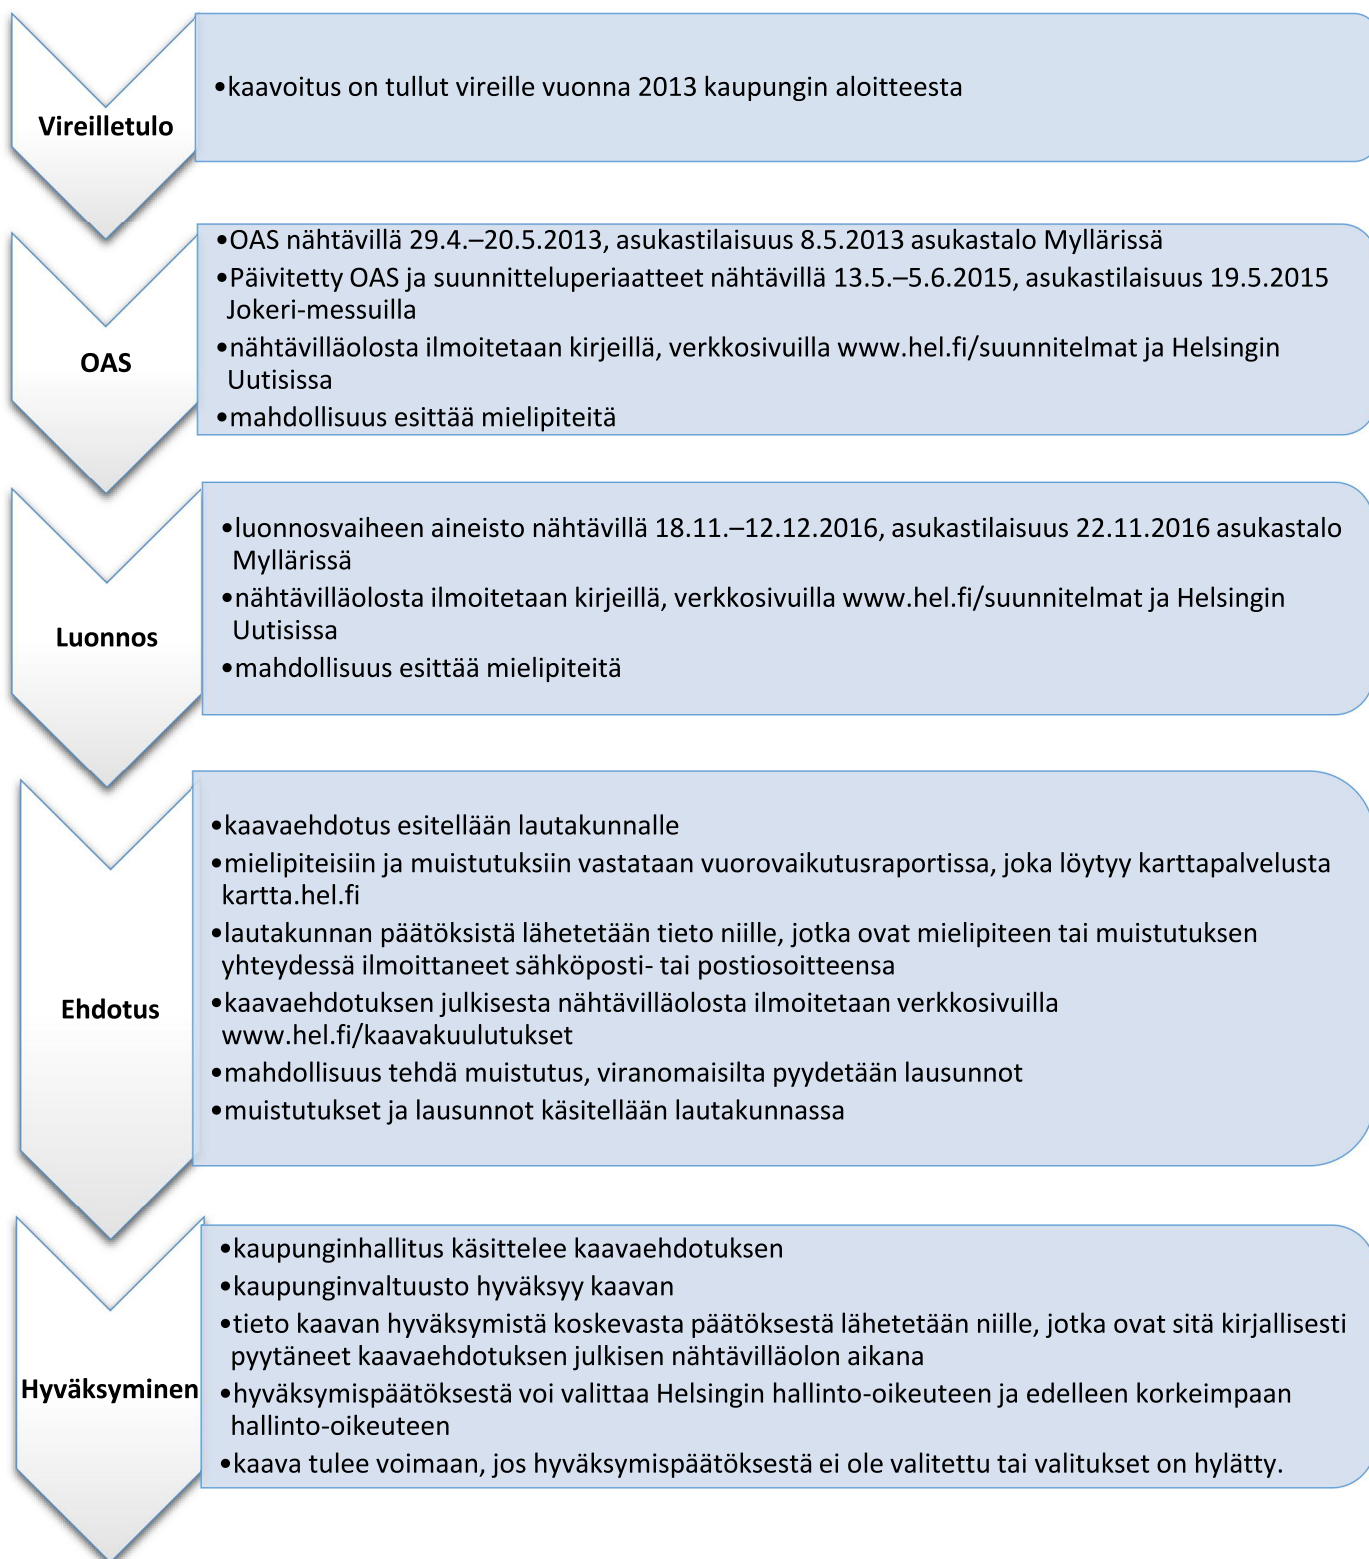 Vireilletulo
•kaavoitus on tullut vireille vuonna 2013 kaupungin aloitteesta
OAS
•OAS nähtävillä 29.4.–20.5.2013, asukastilaisuus 8.5.2013 asukastalo Myllärissä
•Päivitetty OAS ja suunnitteluperiaatteet nähtävillä 13.5.–5.6.2015, asukastilaisuus 19.5.2015
Jokeri-messuilla
•nähtävilläolosta ilmoitetaan kirjeillä, verkkosivuilla www.hel.fi/suunnitelmat ja Helsingin
Uutisissa
•mahdollisuus esittää mielipiteitä
Luonnos
•luonnosvaiheen aineisto nähtävillä 18.11.–12.12.2016, asukastilaisuus 22.11.2016 asukastalo
Myllärissä
•nähtävilläolosta ilmoitetaan kirjeillä, verkkosivuilla www.hel.fi/suunnitelmat ja Helsingin
Uutisissa
•mahdollisuus esittää mielipiteitä
Ehdotus
•kaavaehdotus esitellään lautakunnalle
•mielipiteisiin ja muistutuksiin vastataan vuorovaikutusraportissa, joka löytyy karttapalvelusta
kartta.hel.fi
•lautakunnan päätöksistä lähetetään tieto niille, jotka ovat mielipiteen tai muistutuksen
yhteydessä ilmoittaneet sähköposti- tai postiosoitteensa
•kaavaehdotuksen julkisesta nähtävilläolosta ilmoitetaan verkkosivuilla
www.hel.fi/kaavakuulutukset
•mahdollisuus tehdä muistutus, viranomaisilta pyydetään lausunnot
•muistutukset ja lausunnot käsitellään lautakunnassa
Hyväksyminen
•kaupunginhallitus käsittelee kaavaehdotuksen
•kaupunginvaltuusto hyväksyy kaavan
•tieto kaavan hyväksymistä koskevasta päätöksestä lähetetään niille, jotka ovat sitä kirjallisesti
pyytäneet kaavaehdotuksen julkisen nähtävilläolon aikana
•hyväksymispäätöksestä voi valittaa Helsingin hallinto-oikeuteen ja edelleen korkeimpaan
hallinto-oikeuteen
•kaava tulee voimaan, jos hyväksymispäätöksestä ei ole valitettu tai valitukset on hylätty.